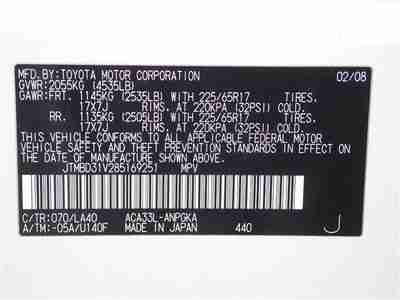 MFD. BY:TOYOTA MOTOR CORPORATION 02/08
GVWR:2055KG (4535LB)
GAWR:FRT. 1145KG (2535LB) WITH 225/65R17 TIRES.
17X7J RIMS. AT 220KPA (32PSI) COLD.
RR. 1135KG (2505LB) WITH 225/65R17 TIRES.
17X7J RIMS. AT 220KPA (32PSI) COLD.
THIS VEHICLE CONFORMS TO ALL APPLICABLE FEDERAL MOTOR
VEHICLE SAFETY AND THEFT PREVENTION STANDARDS IN
EFFECT ON THE DATE OF MANUFACTURE SHOWN ABOVE.
JTMBD31V285169251 MPV
C/TR:070/LA40 ACA33L-ANPGKA
A/TM:-05A/U140F MADE IN JAPAN 440 J